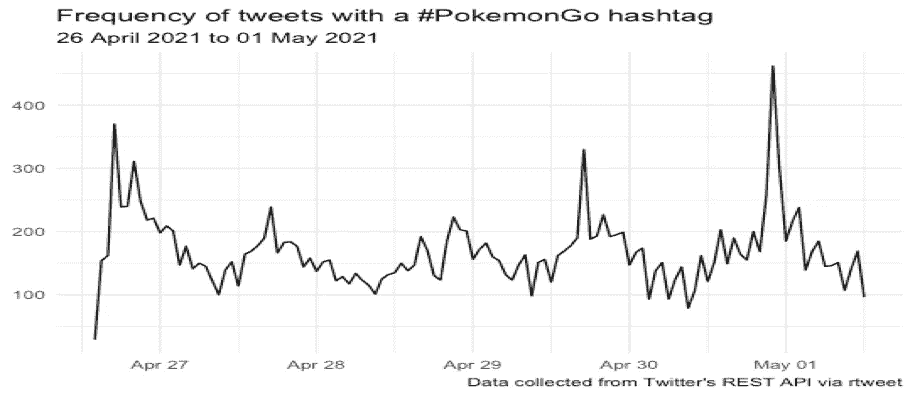 Frequency of tweets with a #PokemonGo hashtag
26 April 2021 to 01 May 2021
400
300
200
100
Apr 27 Apr 28 Apr 29 Apr 30 May 01
Data collected from Twitter's REST API via rtweet